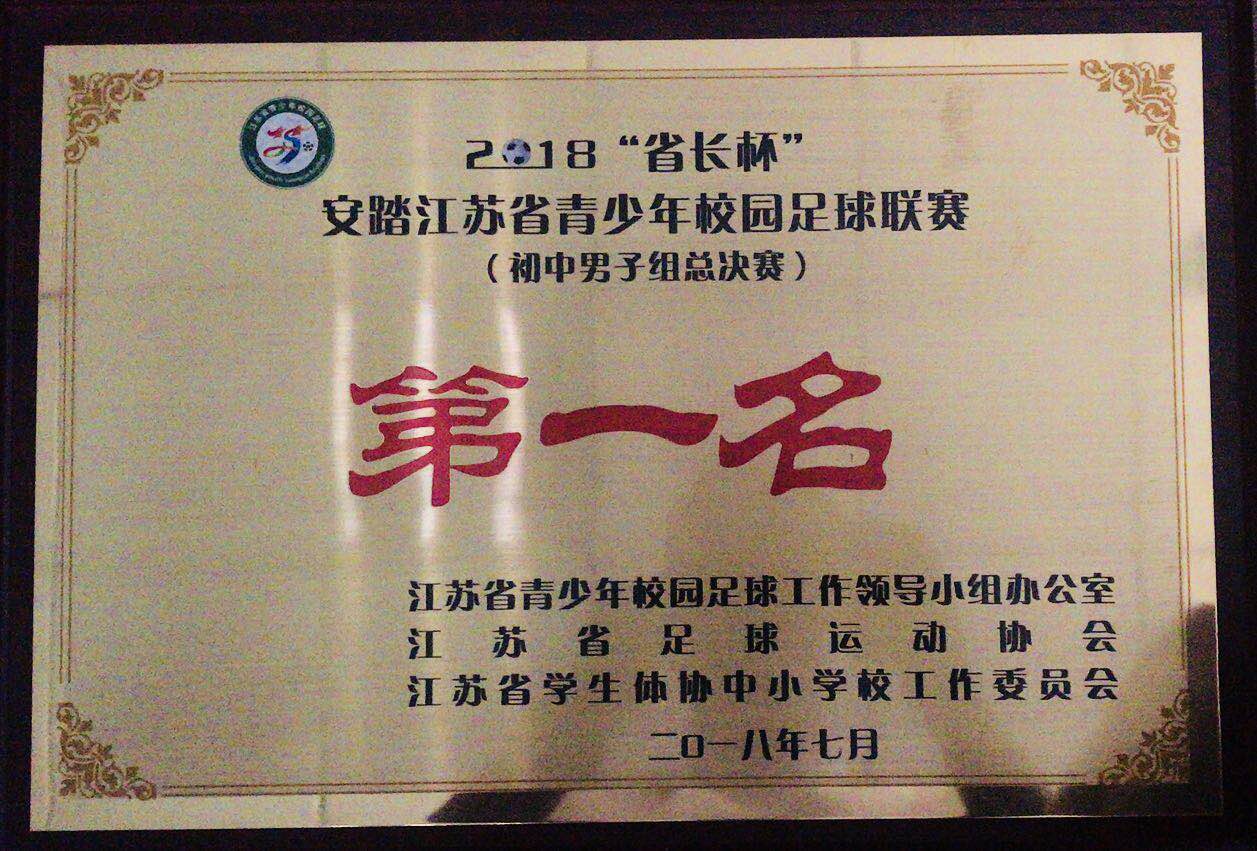 2018“省长杯”
安踏江苏省青少年校园足球联赛
（初中男子组总决赛）
第一名
江苏省青少年校园足球工作领导小组办公室
江苏省足球运动协会
江苏省学生体协中小学校工作委员会
二0一八年七月